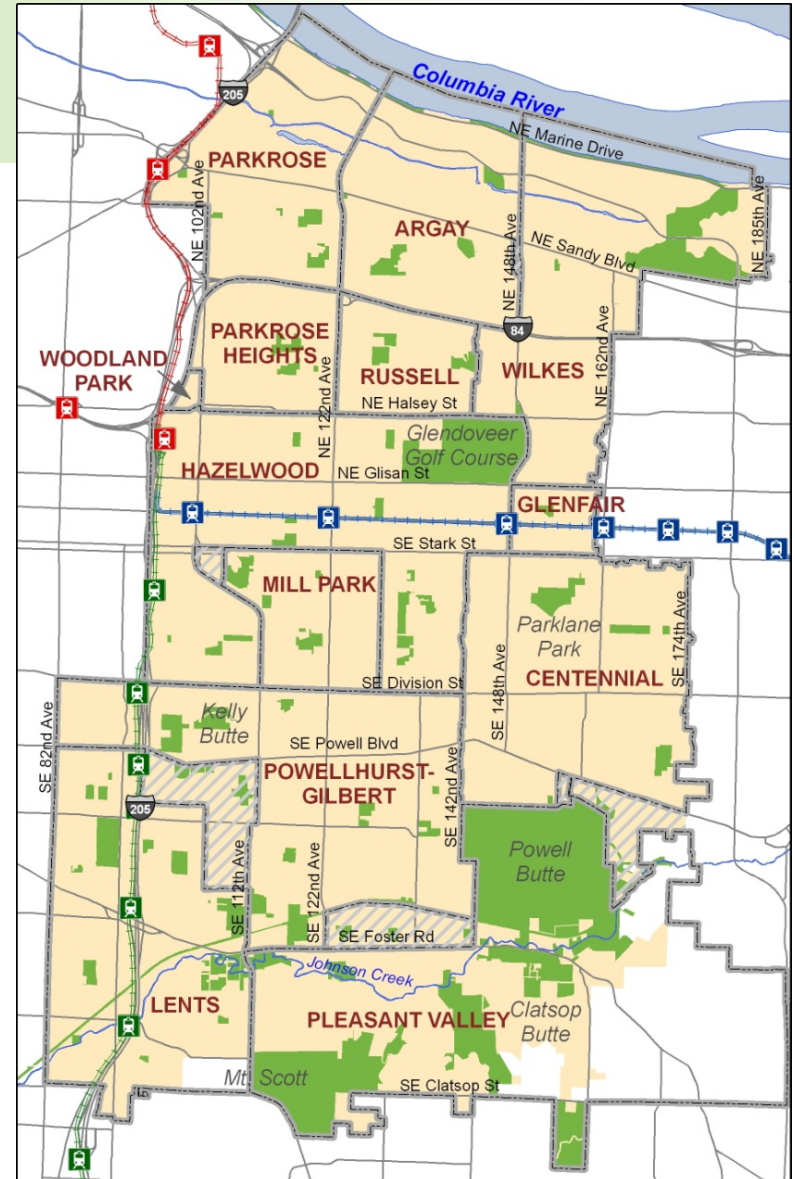 205
Columbia River
NE Marine Drive
PARKROSE
NE 102nd Ave
ARGAY
NE 148th Ave
NE Sandy Blvd
NE 185th Ave
PARKROSE
HEIGHTS
84
WOODLAND
PARK
RUSSELL
WILKES
NE 162nd Ave
NE 122nd Ave
NE Halsey St
Glendoveer
Golf Course
HAZELWOOD
NE Glisan St
GLENFAIR
SE Stark St
MILL PARK
Parklane
Park
SE 148th Ave
CENTENNIAL
SE 174th Ave
SE Division St
SE 82nd Ave
Kelly
Butte
SE Powell Blvd
POWELLHURST-
GILBERT
SE 142nd Ave
205
Powell
Butte
SE 112th Ave
SE 122nd Ave
SE Foster Rd
Johnson Creek
LENTS
PLEASANT VALLEY
Clatsop
Butte
Mt. Scott
SE Clatsop St